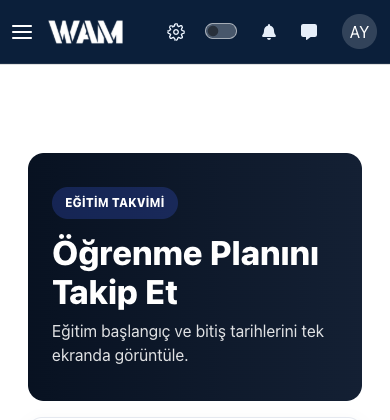 WAM
AY
EĞİTİM TAKVİMİ
Öğrenme Planını
Takip Et
Eğitim başlangıç ve bitiş tarihlerini tek
ekranda görüntüle.